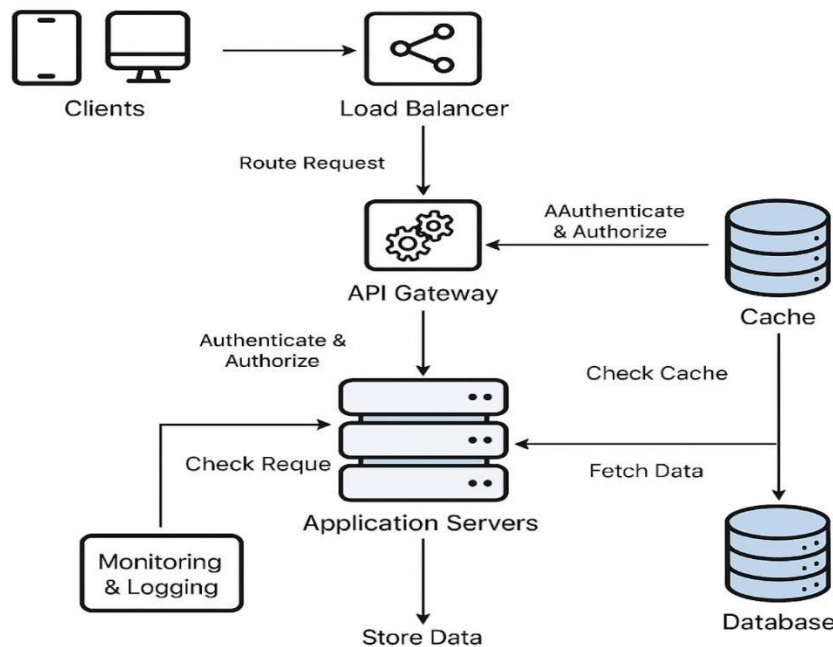 Clients
Load Balancer
Route Request
AAuthenticate
& Authorize
API Gateway
Cache
Authenticate &
Authorize
Check Cache
Check Reque
Fetch Data
Application Servers
Monitoring
& Logging
Database
Store Data